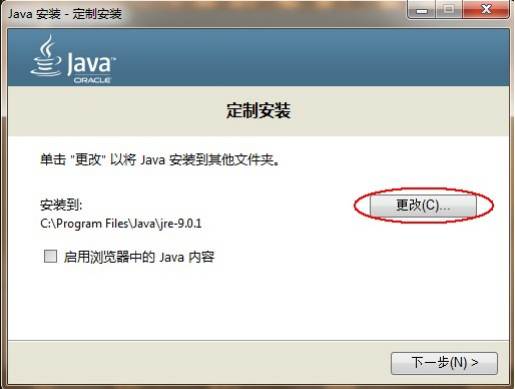 Java 安装 - 定制安装
Java™
ORACLE
定制安装
单击 "更改" 以将 Java 安装到其他文件夹。
安装到:
更改(C)...
C:\Program Files\Java\jre-9.0.1
启用浏览器中的 Java 内容
下一步(N) >